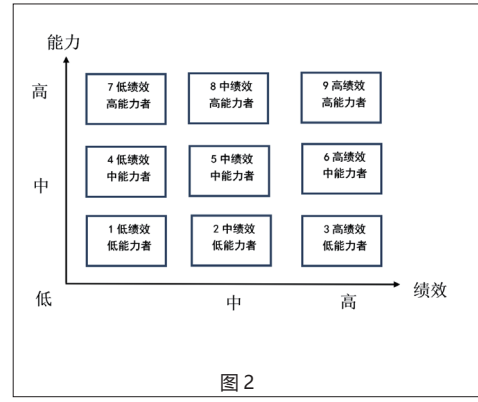 能力
高
7 低绩效
高能力者
8 中绩效
高能力者
9 高绩效
高能力者
中
4 低绩效
中能力者
5 中绩效
中能力者
6 高绩效
中能力者
1 低绩效
低能力者
2 中绩效
低能力者
3 高绩效
低能力者
低
中
高
绩效
图 2